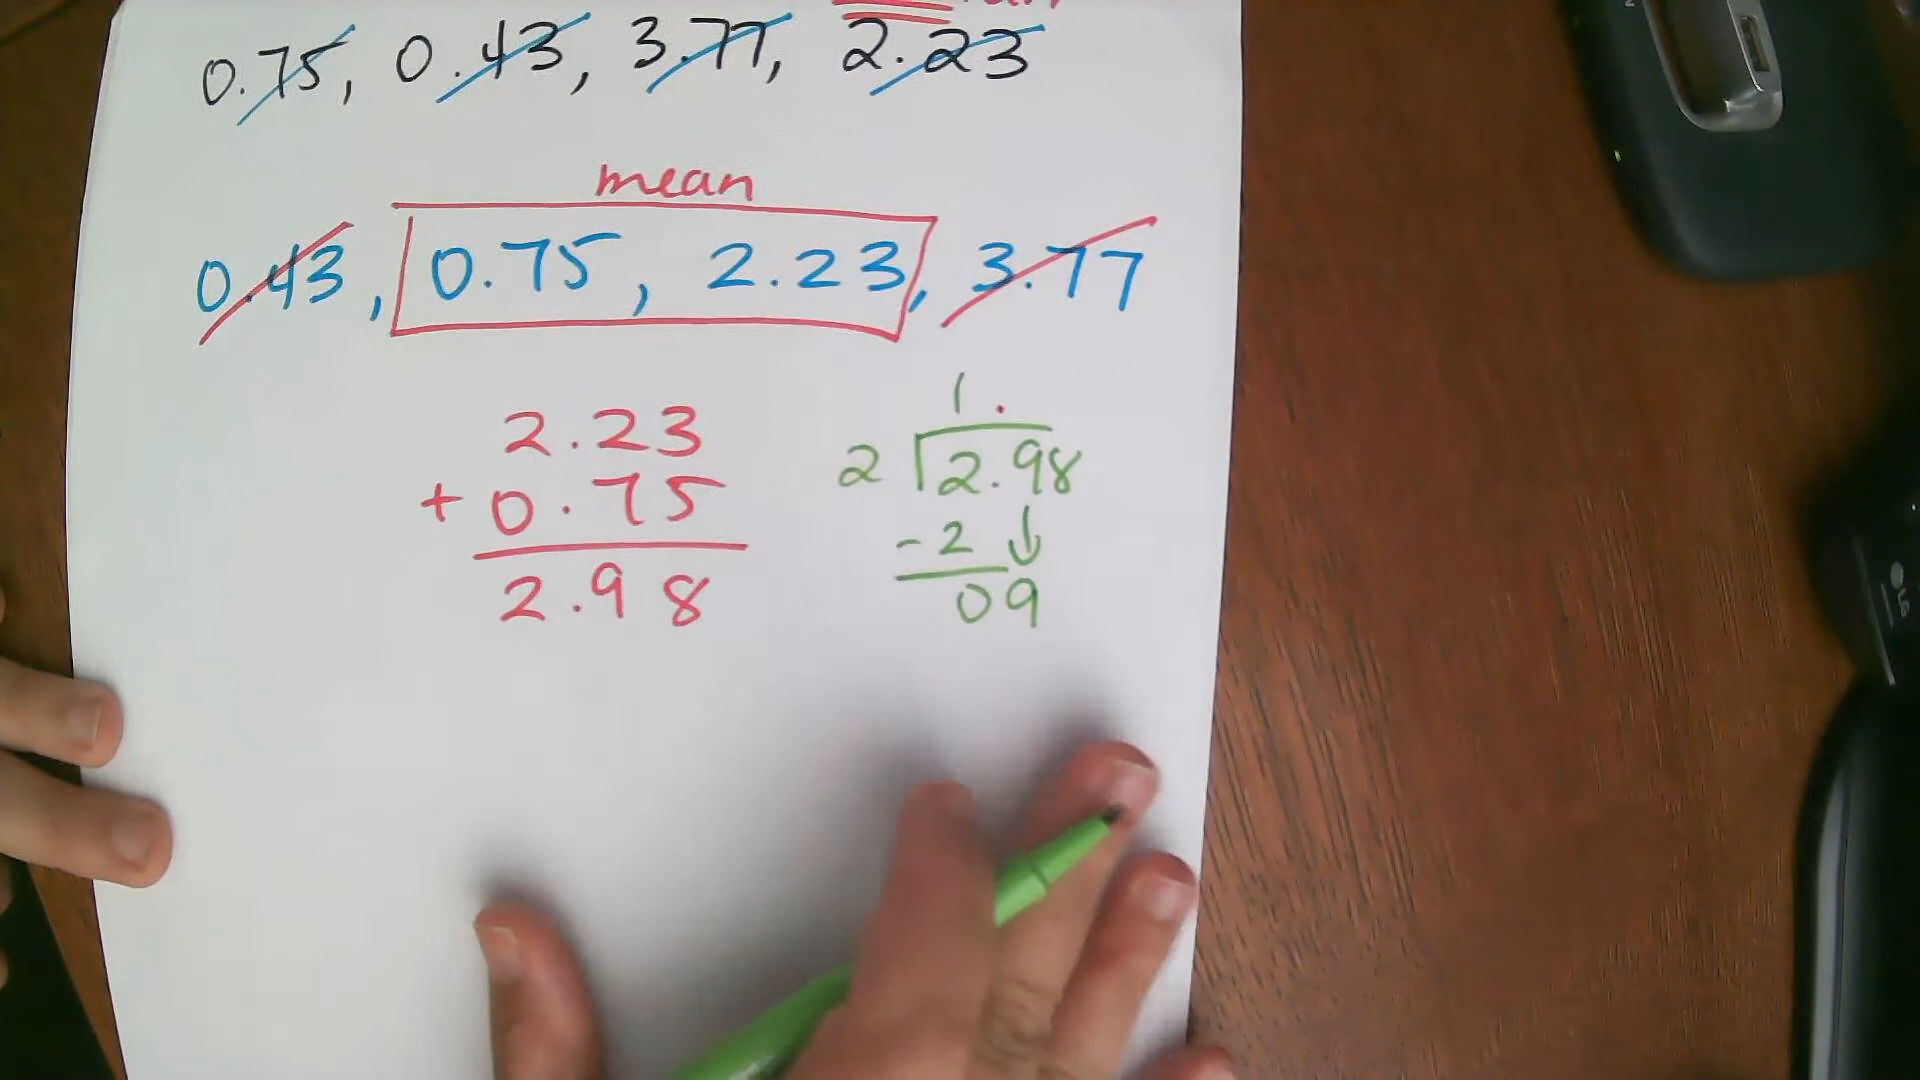 0.75, 0.43, 3.77, 2.23
mean
0.43, 0.75, 2.23, 3.77
2.23
+ 0.75
2.98
1.
2 2.98
- 2 ↓
09
LG